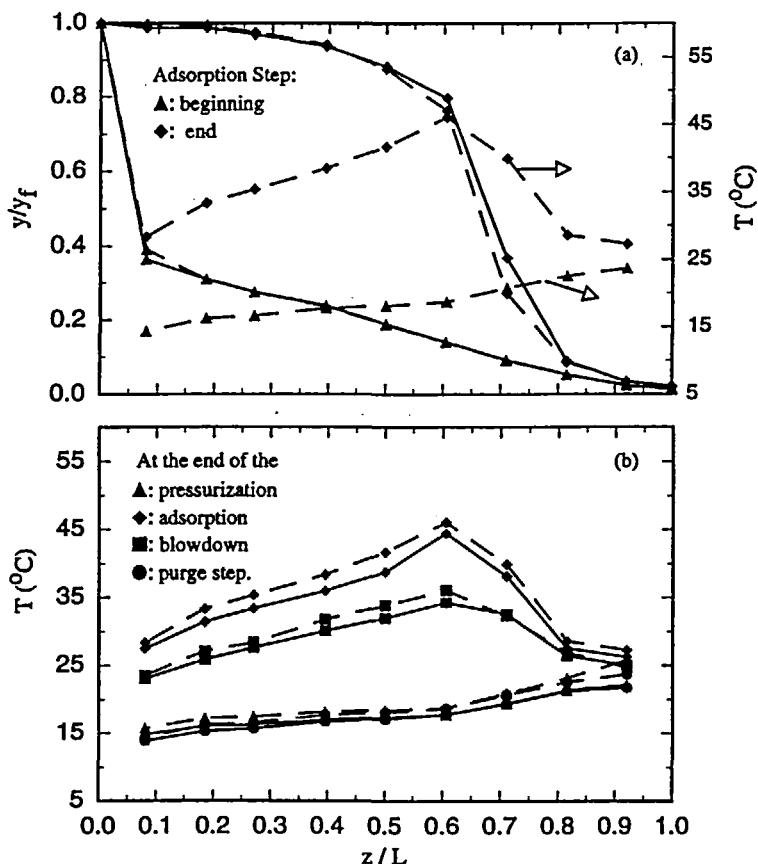 1.0
0.8
0.6
0.4
0.2
0.0
y/yf
(a)
Adsorption Step:
: beginning
: end
55
45
35
25
15
5
T (°C)
55
45
35
25
15
5
T (°C)
(b)
At the end of the
: pressurization
: adsorption
: blowdown
: purge step.
0.0 0.1 0.2 0.3 0.4 0.5 0.6 0.7 0.8 0.9 1.0
z / L